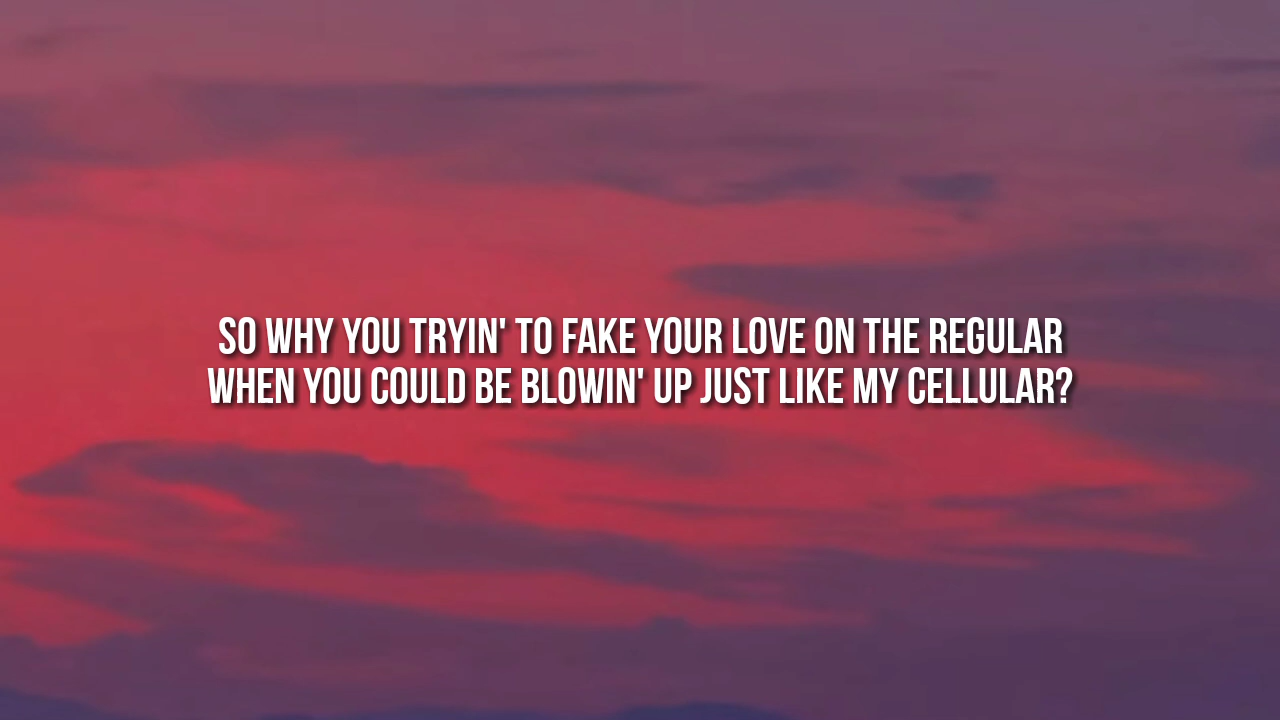 SO WHY YOU TRYIN' TO FAKE YOUR LOVE ON THE REGULAR
WHEN YOU COULD BE BLOWIN' UP JUST LIKE MY CELLULAR?